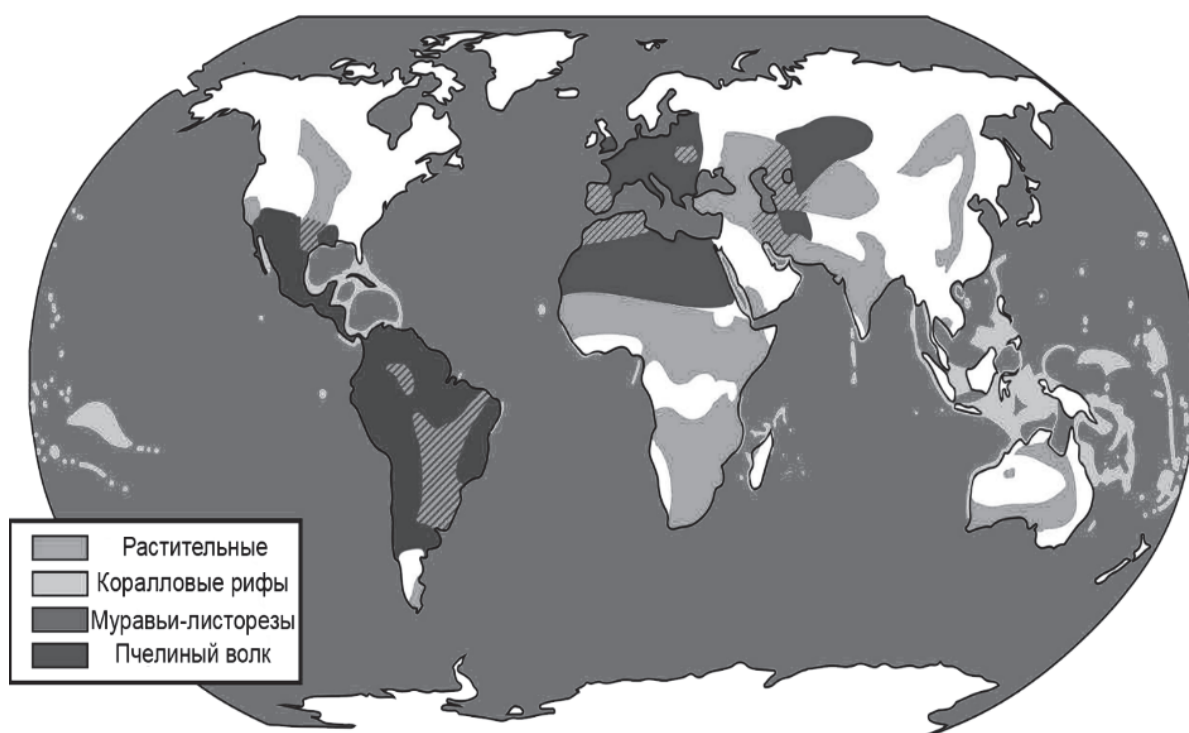 Растительные
Коралловые рифы
Муравьи-листорезы
Пчелиный волк